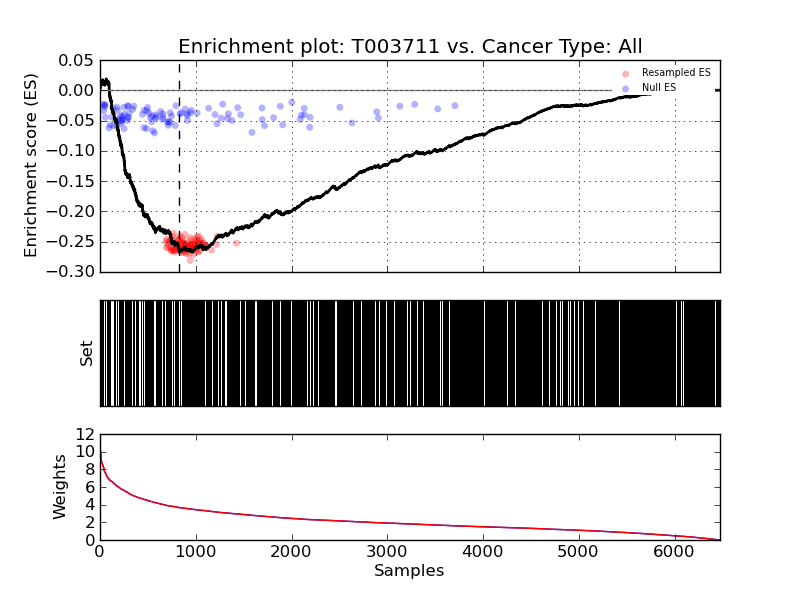 Enrichment plot: T003711 vs. Cancer Type: All
Enrichment score (ES)
0.05
0.00
−0.05
−0.10
−0.15
−0.20
−0.25
−0.30
Resampled ES
Null ES
Set
Weights
12
10
8
6
4
2
0
0 1000 2000 3000 4000 5000 6000
Samples